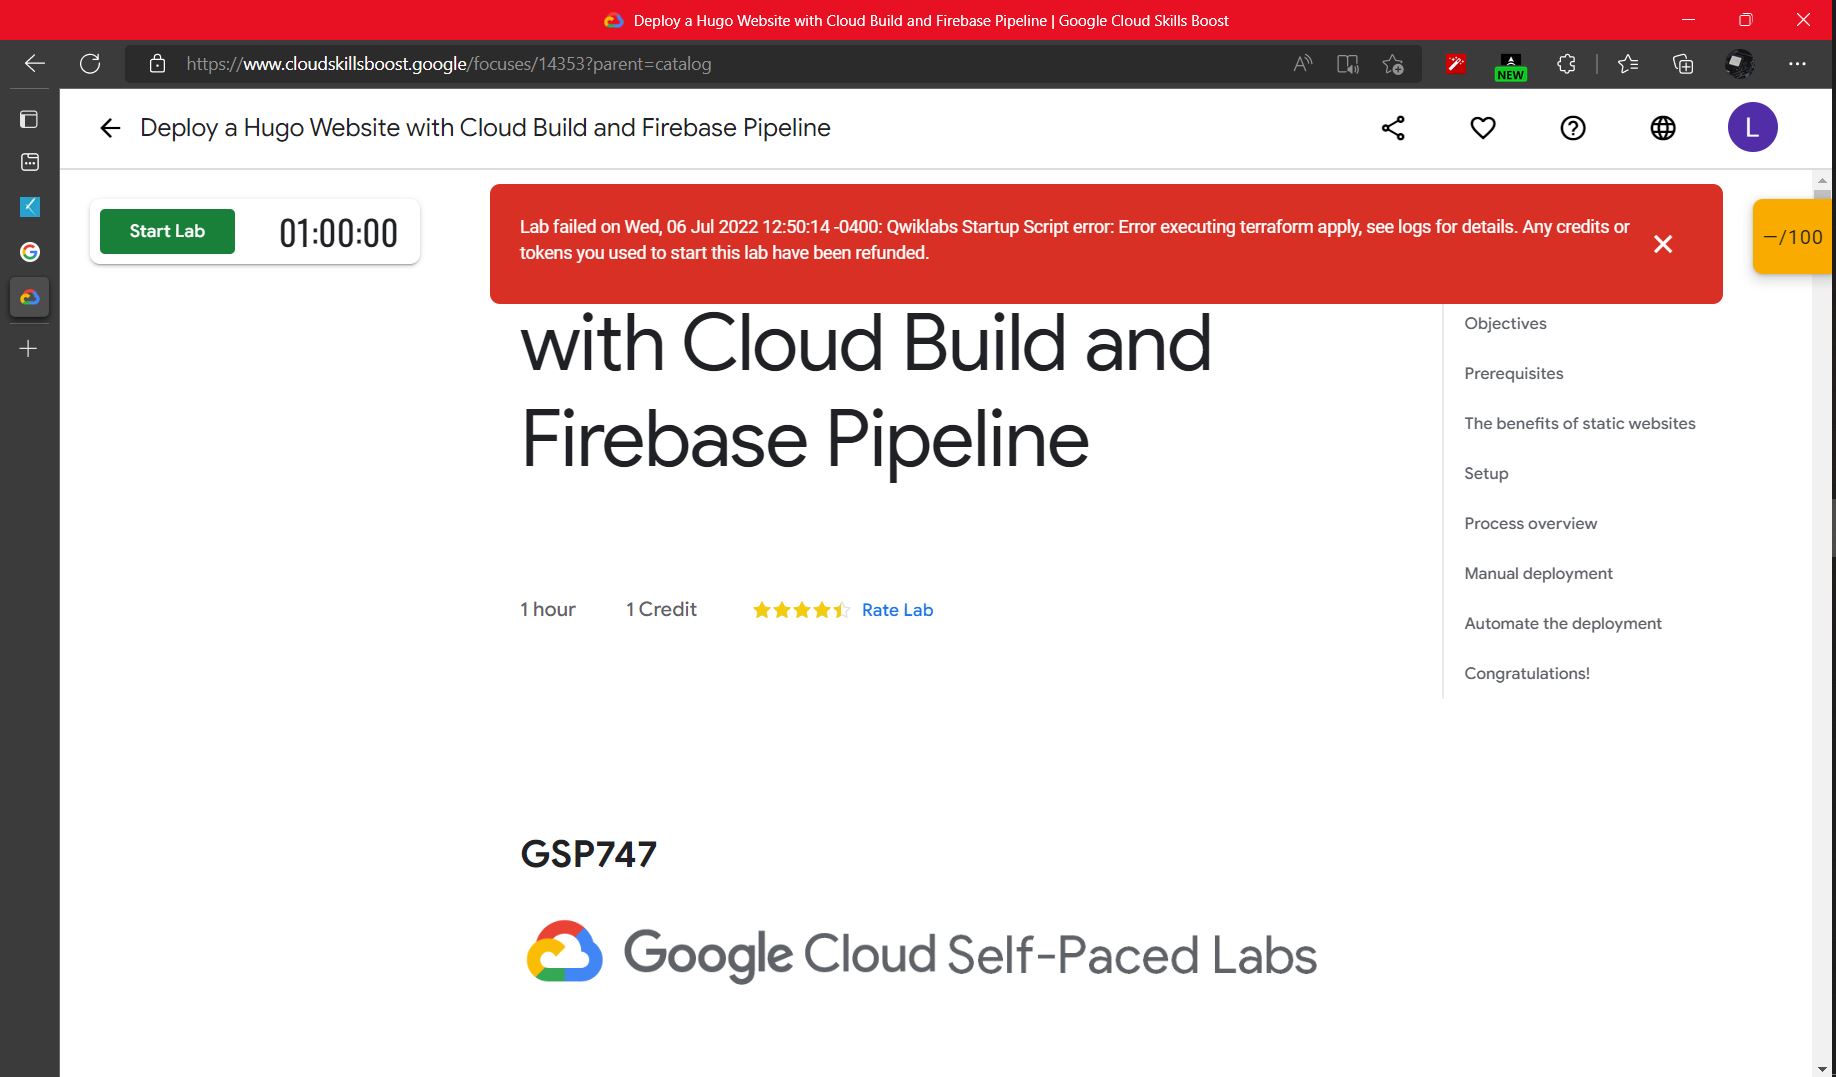 Deploy a Hugo Website with Cloud Build and Firebase Pipeline | Google Cloud Skills Boost
https://www.cloudskillsboost.google/focuses/14353?parent=catalog
NEW
Deploy a Hugo Website with Cloud Build and Firebase Pipeline
L
Start Lab
01:00:00
Lab failed on Wed, 06 Jul 2022 12:50:14 -0400: Qwiklabs Startup Script error: Error executing terraform apply, see logs for details. Any credits or
tokens you used to start this lab have been refunded.
–/100
with Cloud Build and
Firebase Pipeline
1 hour
1 Credit
Rate Lab
Objectives
Prerequisites
The benefits of static websites
Setup
Process overview
Manual deployment
Automate the deployment
Congratulations!
GSP747
Google Cloud Self-Paced Labs